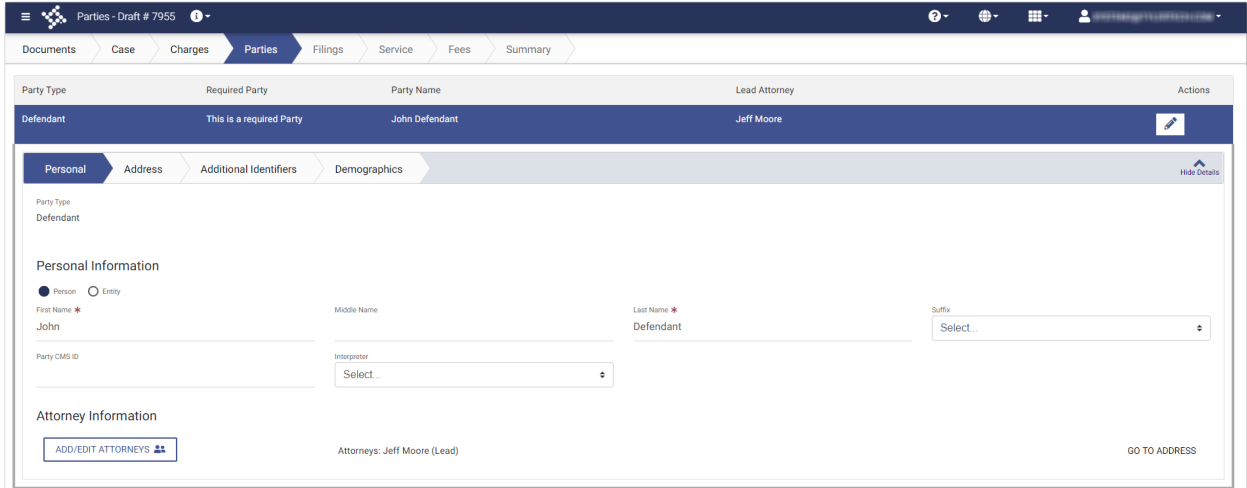 Parties - Draft # 7955
Documents Case Charges Parties Filings Service Fees Summary
Party Type Required Party Party Name Lead Attorney Actions
Defendant This is a required Party John Defendant Jeff Moore
Personal Address Additional Identifiers Demographics Hide Details
Party Type
Defendant
Personal Information
Person Entity
First Name * Middle Name Last Name * Suffix
John Defendant Select...
Party CMS ID Interpreter
Select...
Attorney Information
ADD/EDIT ATTORNEYS Attorneys: Jeff Moore (Lead) GO TO ADDRESS